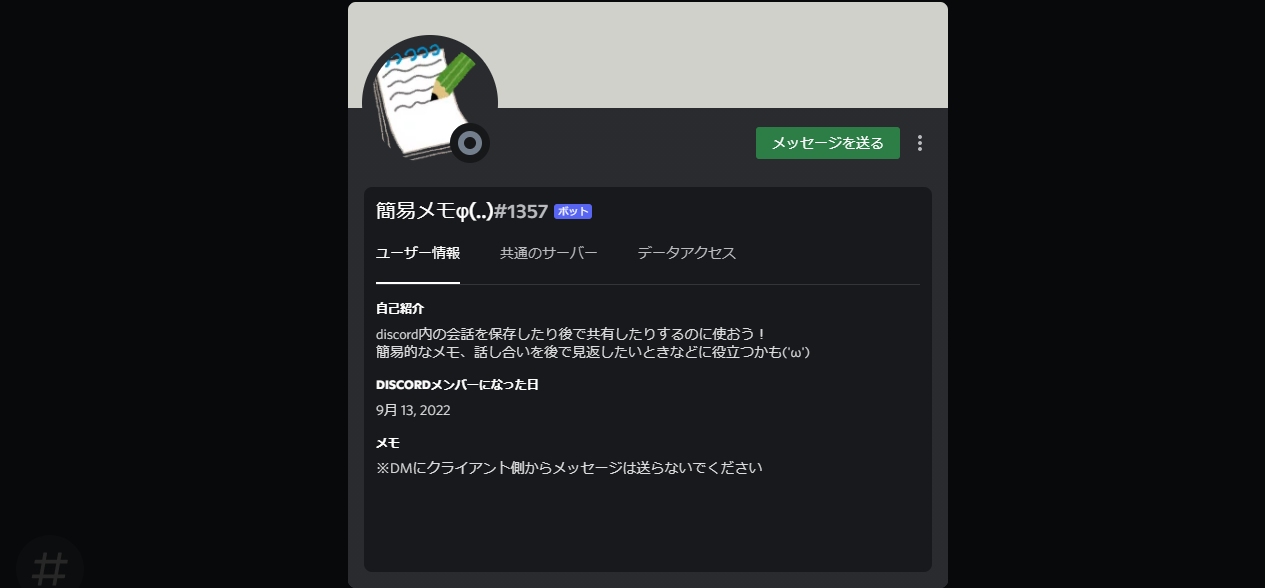 メッセージを送る
簡易メモφ(..)#1357 ボット
ユーザー情報 共通のサーバー データアクセス
自己紹介
discord内の会話を保存したり後で共有したりするのに使おう！
簡易的なメモ、話し合いを後で見返したいときなどに役立つかも('ω')
DISCORDメンバーになった日
9月 13, 2022
メモ
※DMにクライアント側からメッセージは送らないでください
#